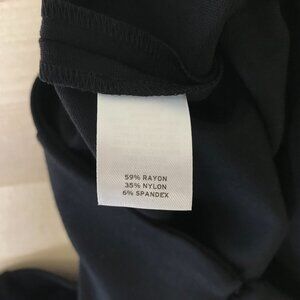 59% RAYON
35% NYLON
6% SPANDEX